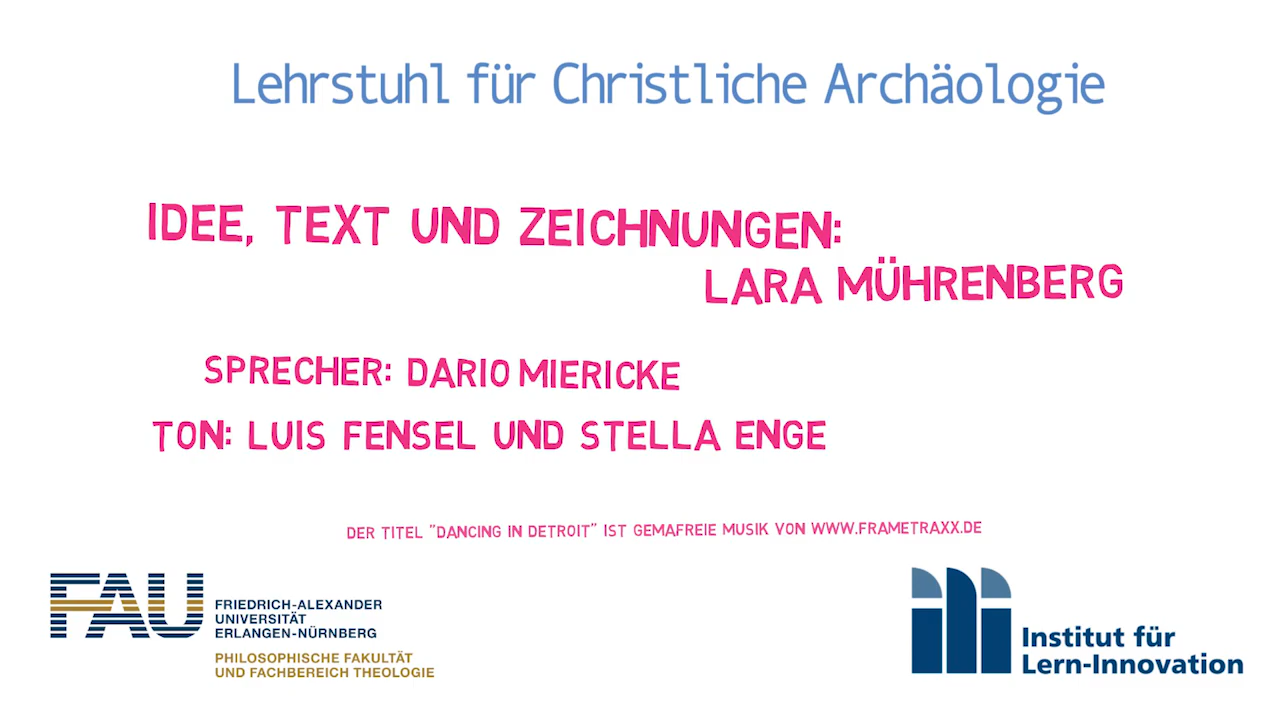 Lehrstuhl für Christliche Archäologie
IDEE, TEXT UND ZEICHNUNGEN:
LARA MÜHRENBERG
SPRECHER: DARIO MIERICKE
TON: LUIS FENSEL UND STELLA ENGE
DER TITEL "DANCING IN DETROIT" IST GEMAFREIE MUSIK VON WWW.FRAMETRAXX.DE
FAU
FRIEDRICH-ALEXANDER
UNIVERSITÄT
ERLANGEN-NÜRNBERG
PHILOSOPHISCHE FAKULTÄT
UND FACHBEREICH THEOLOGIE
ili
Institut für
Lern-Innovation